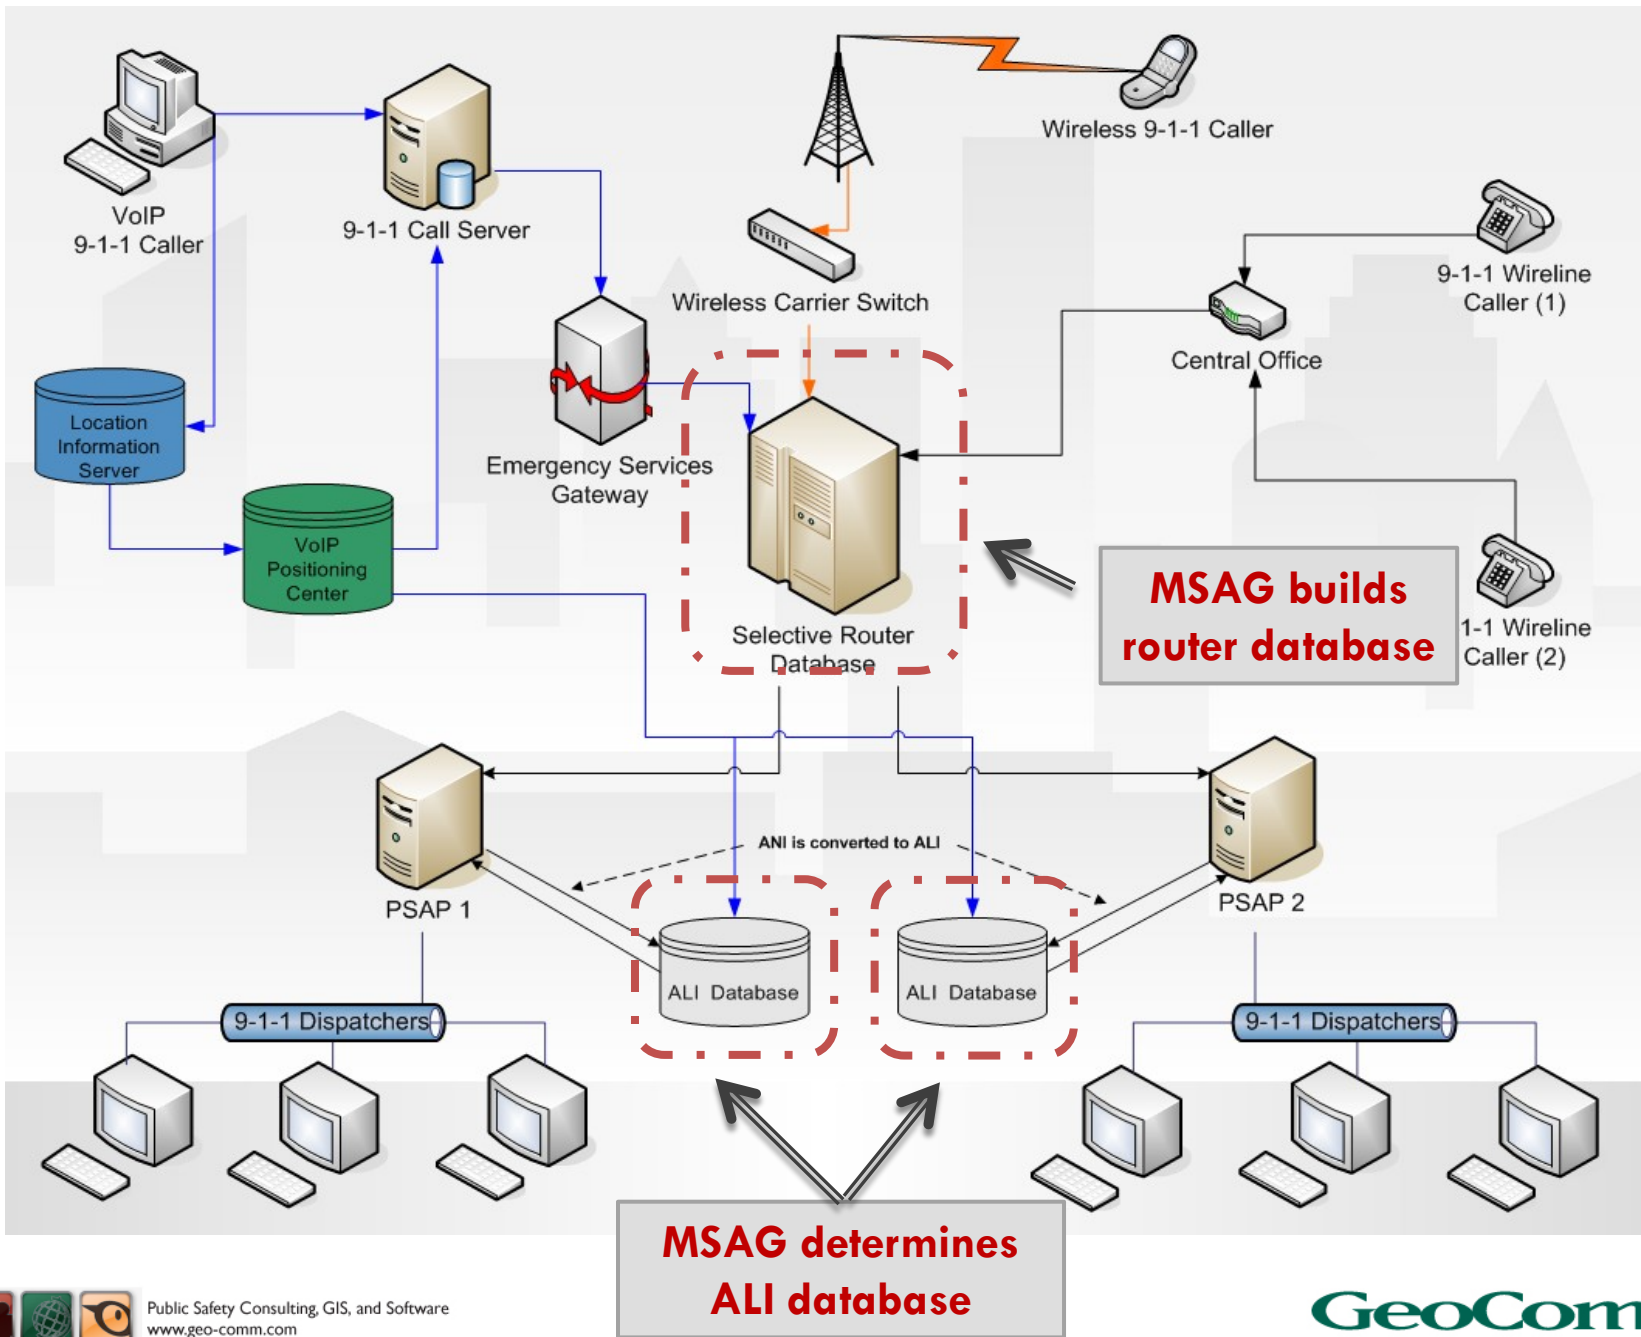 VoIP
9-1-1 Caller
9-1-1 Call Server
Wireless 9-1-1 Caller
Wireless Carrier Switch
9-1-1 Wireline
Caller (1)
Central Office
Location
Information
Server
Emergency Services
Gateway
VoIP
Positioning
Center
MSAG builds
router database
1-1 Wireline
Caller (2)
Selective Router
Database
ANI is converted to ALI
PSAP 1
PSAP 2
ALI Database
ALI Database
9-1-1 Dispatchers
9-1-1 Dispatchers
MSAG determines
ALI database
Public Safety Consulting, GIS, and Software
www.geo-comm.com
GeoCom